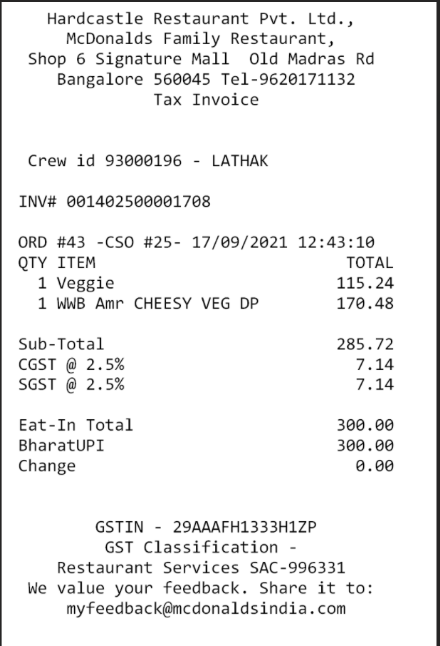 Hardcastle Restaurant Pvt. Ltd.,
McDonalds Family Restaurant,
Shop 6 Signature Mall Old Madras Rd
Bangalore 560045 Tel-9620171132
Tax Invoice
Crew id 93000196 - LATHAK
INV# 001402500001708
ORD #43 -CSO #25- 17/09/2021 12:43:10
QTY ITEM TOTAL
1 Veggie 115.24
1 WWB Amr CHEESY VEG DP 170.48
Sub-Total 285.72
CGST @ 2.5% 7.14
SGST @ 2.5% 7.14
Eat-In Total 300.00
BharatUPI 300.00
Change 0.00
GSTIN - 29AAAFH1333H1ZP
GST Classification -
Restaurant Services SAC-996331
We value your feedback. Share it to:
myfeedback@mcdonaldsindia.com